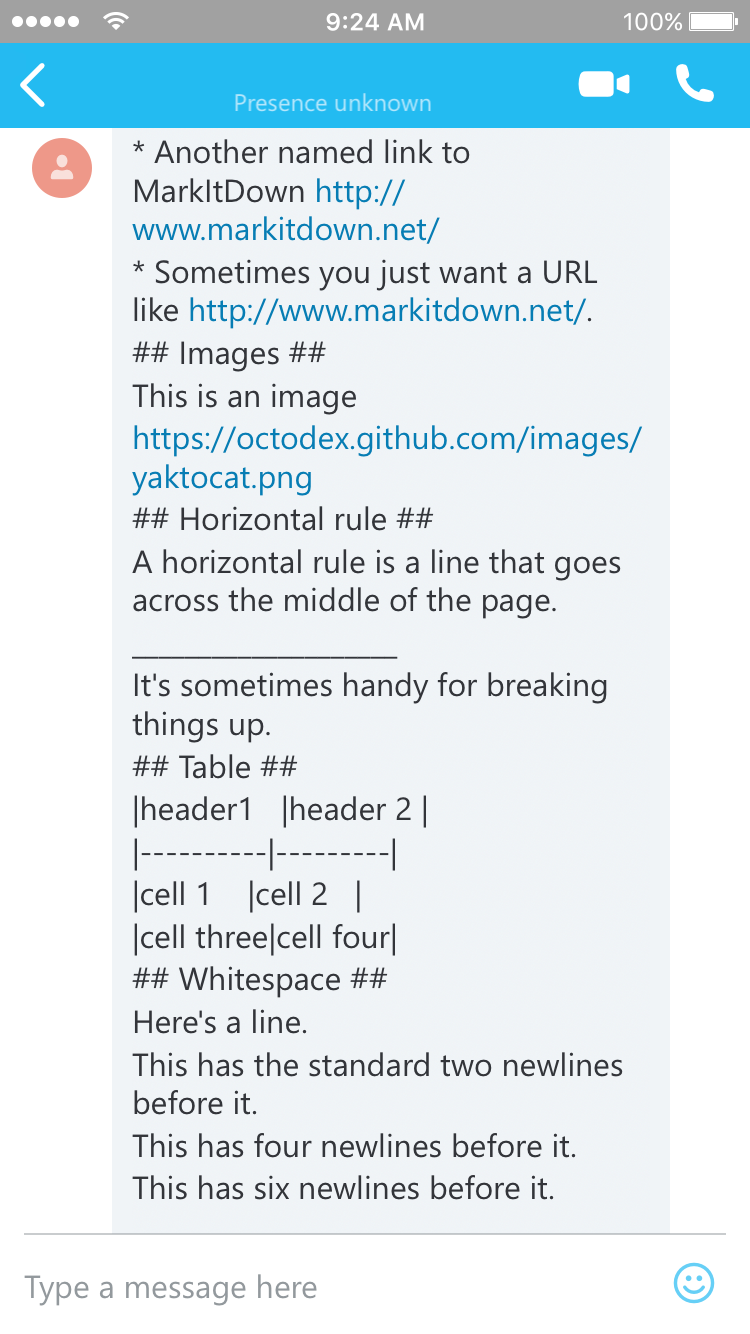 9:24 AM
100%
Presence unknown
* Another named link to
MarkItDown http://
www.markitdown.net/
* Sometimes you just want a URL
like http://www.markitdown.net/.
## Images ##
This is an image
https://octodex.github.com/images/
yaktocat.png
## Horizontal rule ##
A horizontal rule is a line that goes
across the middle of the page.
___________________
It's sometimes handy for breaking
things up.
## Table ##
|header1   |header 2 |
|----------|---------|
|cell 1    |cell 2   |
|cell three|cell four|
## Whitespace ##
Here's a line.
This has the standard two newlines
before it.
This has four newlines before it.
This has six newlines before it.
Type a message here